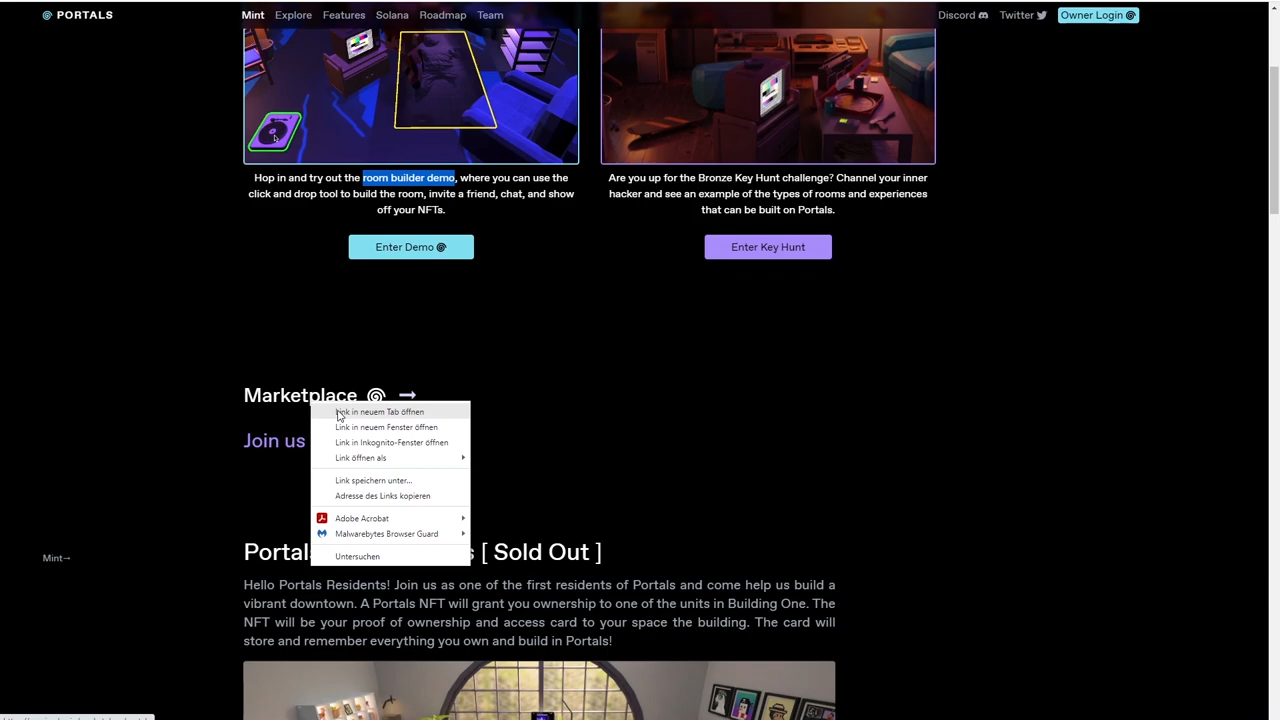 PORTALS
Mint Explore Features Solana Roadmap Team
Discord Twitter Owner Login
Hop in and try out the room builder demo, where you can use the
click and drop tool to build the room, invite a friend, chat, and show
off your NFTs.
Enter Demo
Are you up for the Bronze Key Hunt challenge? Channel your inner
hacker and see an example of the types of rooms and experiences
that can be built on Portals.
Enter Key Hunt
Marketplace →
Join us
Link in neuem Tab öffnen
Link in neuem Fenster öffnen
Link in Inkognito-Fenster öffnen
Link öffnen als
Link speichern unter...
Adresse des Links kopieren
Adobe Acrobat
Malwarebytes Browser Guard
Untersuchen
Mint→
Portals [ Sold Out ]
Hello Portals Residents! Join us as one of the first residents of Portals and come help us build a
vibrant downtown. A Portals NFT will grant you ownership to one of the units in Building One. The
NFT will be your proof of ownership and access card to your space the building. The card will
store and remember everything you own and build in Portals!